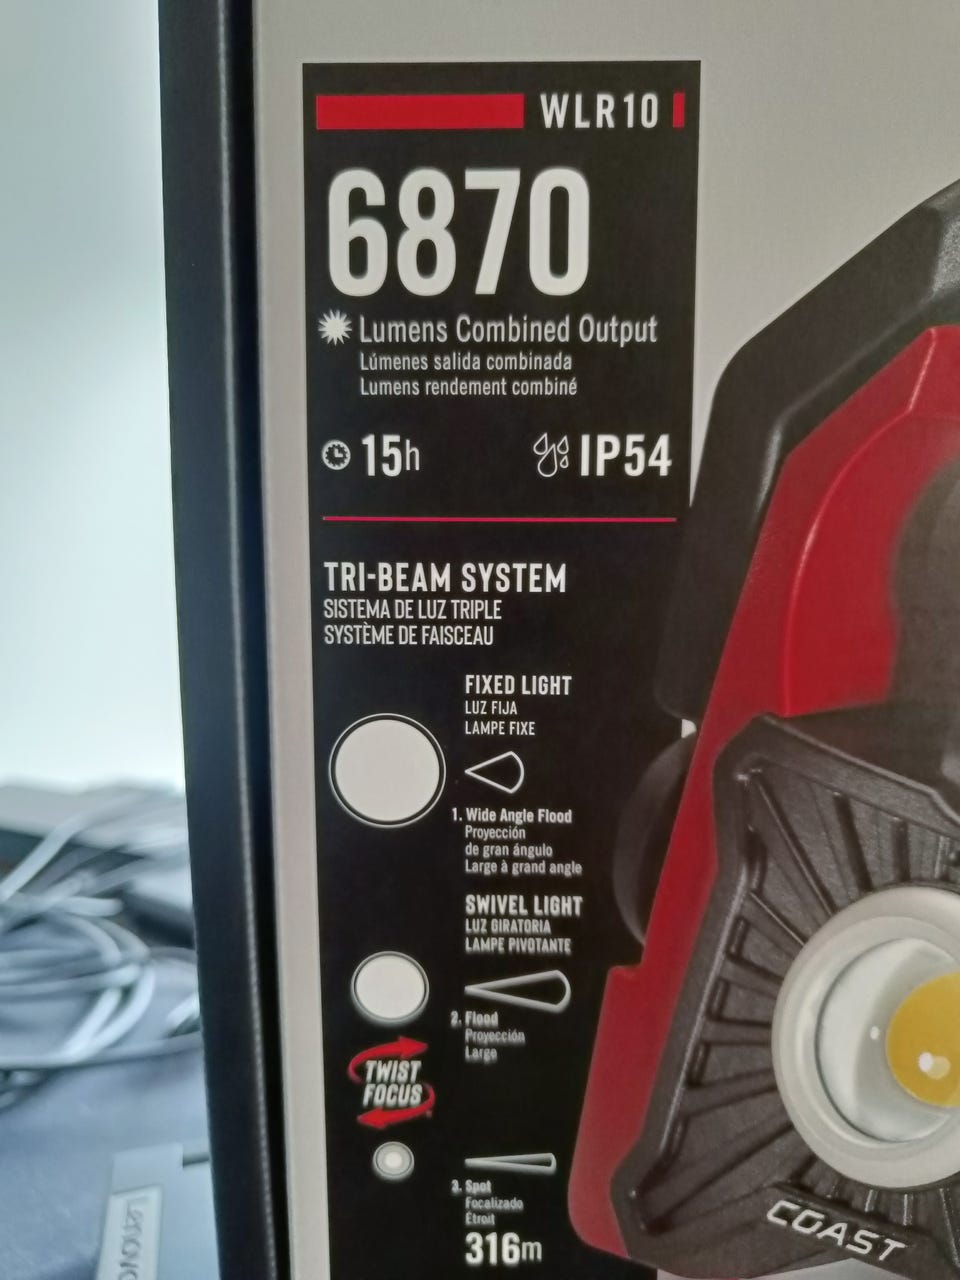 WLR10
6870
Lumens Combined Output
Lúmenes salida combinada
Lumens rendement combiné
15h
IP54
TRI-BEAM SYSTEM
SISTEMA DE LUZ TRIPLE
SYSTÈME DE FAISCEAU
FIXED LIGHT
LUZ FIJA
LAMPE FIXE
1. Wide Angle Flood
Proyección
de gran ángulo
Large à grand angle
SWIVEL LIGHT
LUZ GIRATORIA
LAMPE PIVOTANTE
2. Flood
Proyección
Large
TWIST
FOCUS
3. Spot
Focalizado
Étroit
316m
COAST